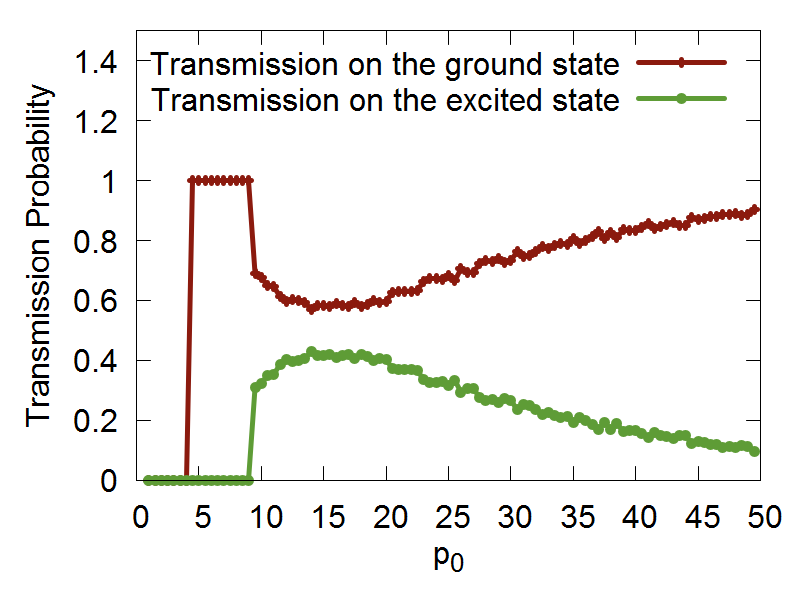 Transmission on the ground state
Transmission on the excited state
Transmission Probability
1.4
1.2
1
0.8
0.6
0.4
0.2
0
0 5 10 15 20 25 30 35 40 45 50
p0